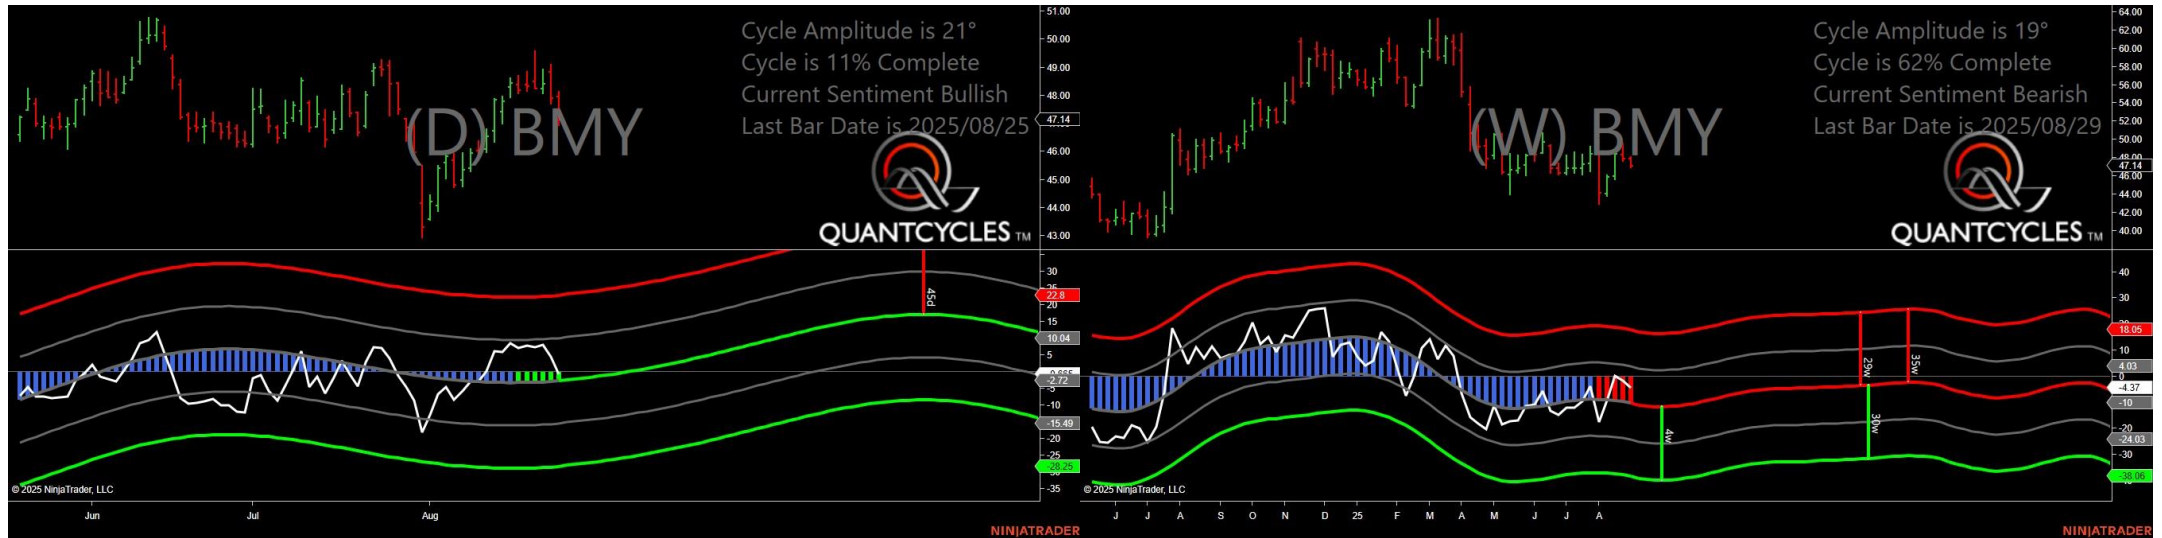 Cycle Amplitude is 21°
Cycle is 11% Complete
Current Sentiment Bullish
Last Bar Date is 2025/08/25
(D) BMY
QUANTCYCLES TM
51.00
50.00
49.00
48.00
47.14
46.00
45.00
44.00
43.00
45d
30
22.8
20
15
10.04
5
-2.72
-5
-10
-15.49
-20
-25
-28.25
-35
© 2025 NinjaTrader, LLC
Jun
Jul
Aug
NINJATRADER
Cycle Amplitude is 19°
Cycle is 62% Complete
Current Sentiment Bearish
Last Bar Date is 2025/08/29
(W) BMY
QUANTCYCLES TM
64.00
62.00
60.00
58.00
56.00
54.00
52.00
50.00
48.00
47.14
46.00
44.00
42.00
40.00
4w
29w
30w
35w
40
30
20
18.05
10
4.03
0
-4.37
-10
-20
-24.03
-30
-38.06
© 2025 NinjaTrader, LLC
J
J
A
S
O
N
D
25
F
M
A
M
J
J
A
NINJATRADER